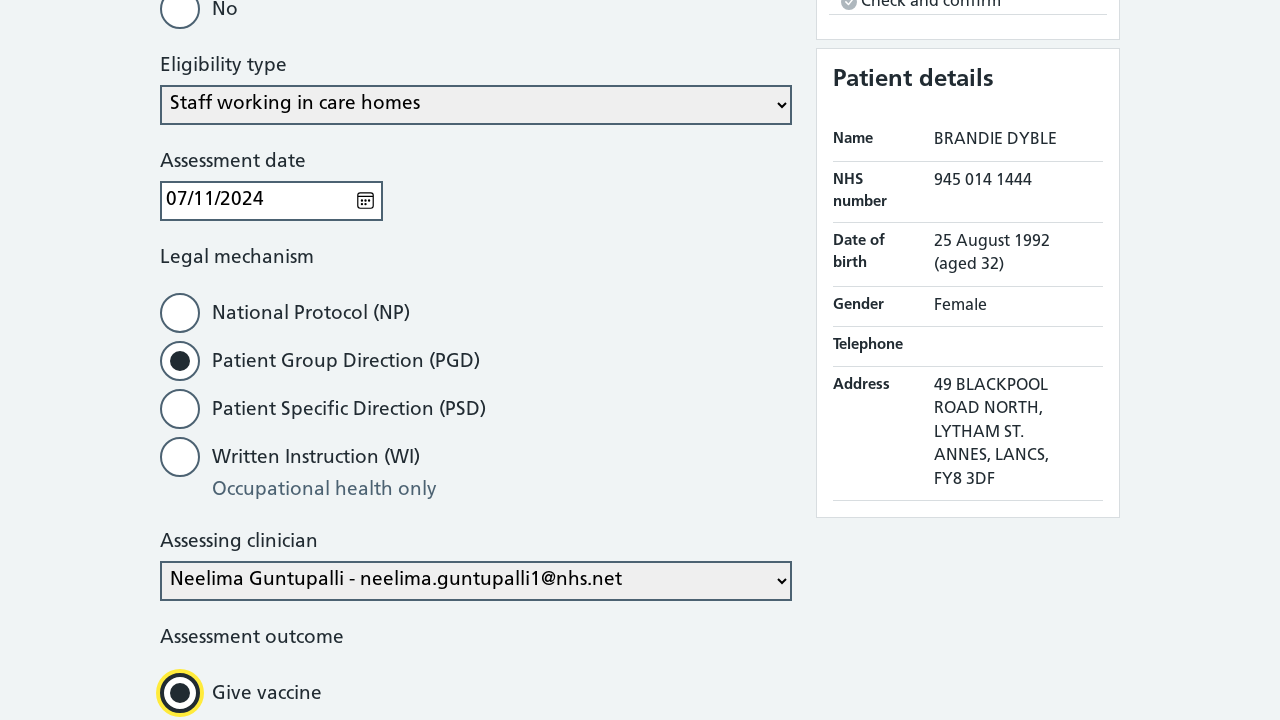 No
Eligibility type
Staff working in care homes
Assessment date
07/11/2024
Legal mechanism
National Protocol (NP)
Patient Group Direction (PGD)
Patient Specific Direction (PSD)
Written Instruction (WI)
Occupational health only
Assessing clinician
Neelima Guntupalli - neelima.guntupalli1@nhs.net
Assessment outcome
Give vaccine
Check and confirm
Patient details
Name BRANDIE DYBLE
NHS number 945 014 1444
Date of birth 25 August 1992
(aged 32)
Gender Female
Telephone
Address 49 BLACKPOOL
ROAD NORTH,
LYTHAM ST.
ANNES, LANCS,
FY8 3DF